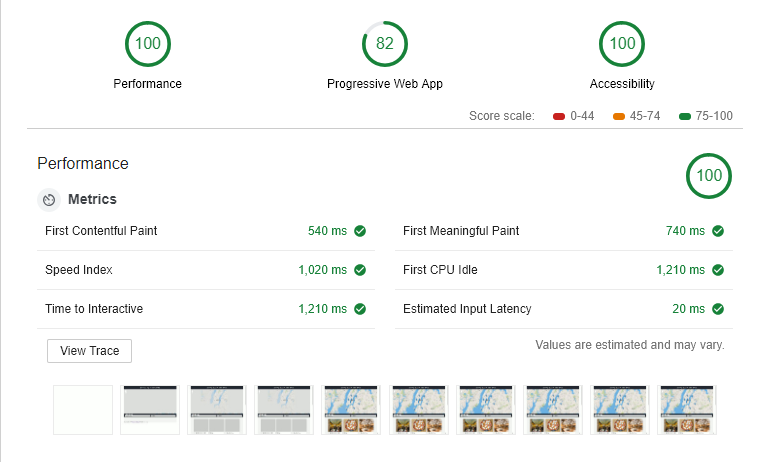 100 82 100
Performance Progressive Web App Accessibility
Score scale: 0-44 45-74 75-100
Performance 100
Metrics
First Contentful Paint 540 ms First Meaningful Paint 740 ms
Speed Index 1,020 ms First CPU Idle 1,210 ms
Time to Interactive 1,210 ms Estimated Input Latency 20 ms
View Trace Values are estimated and may vary.